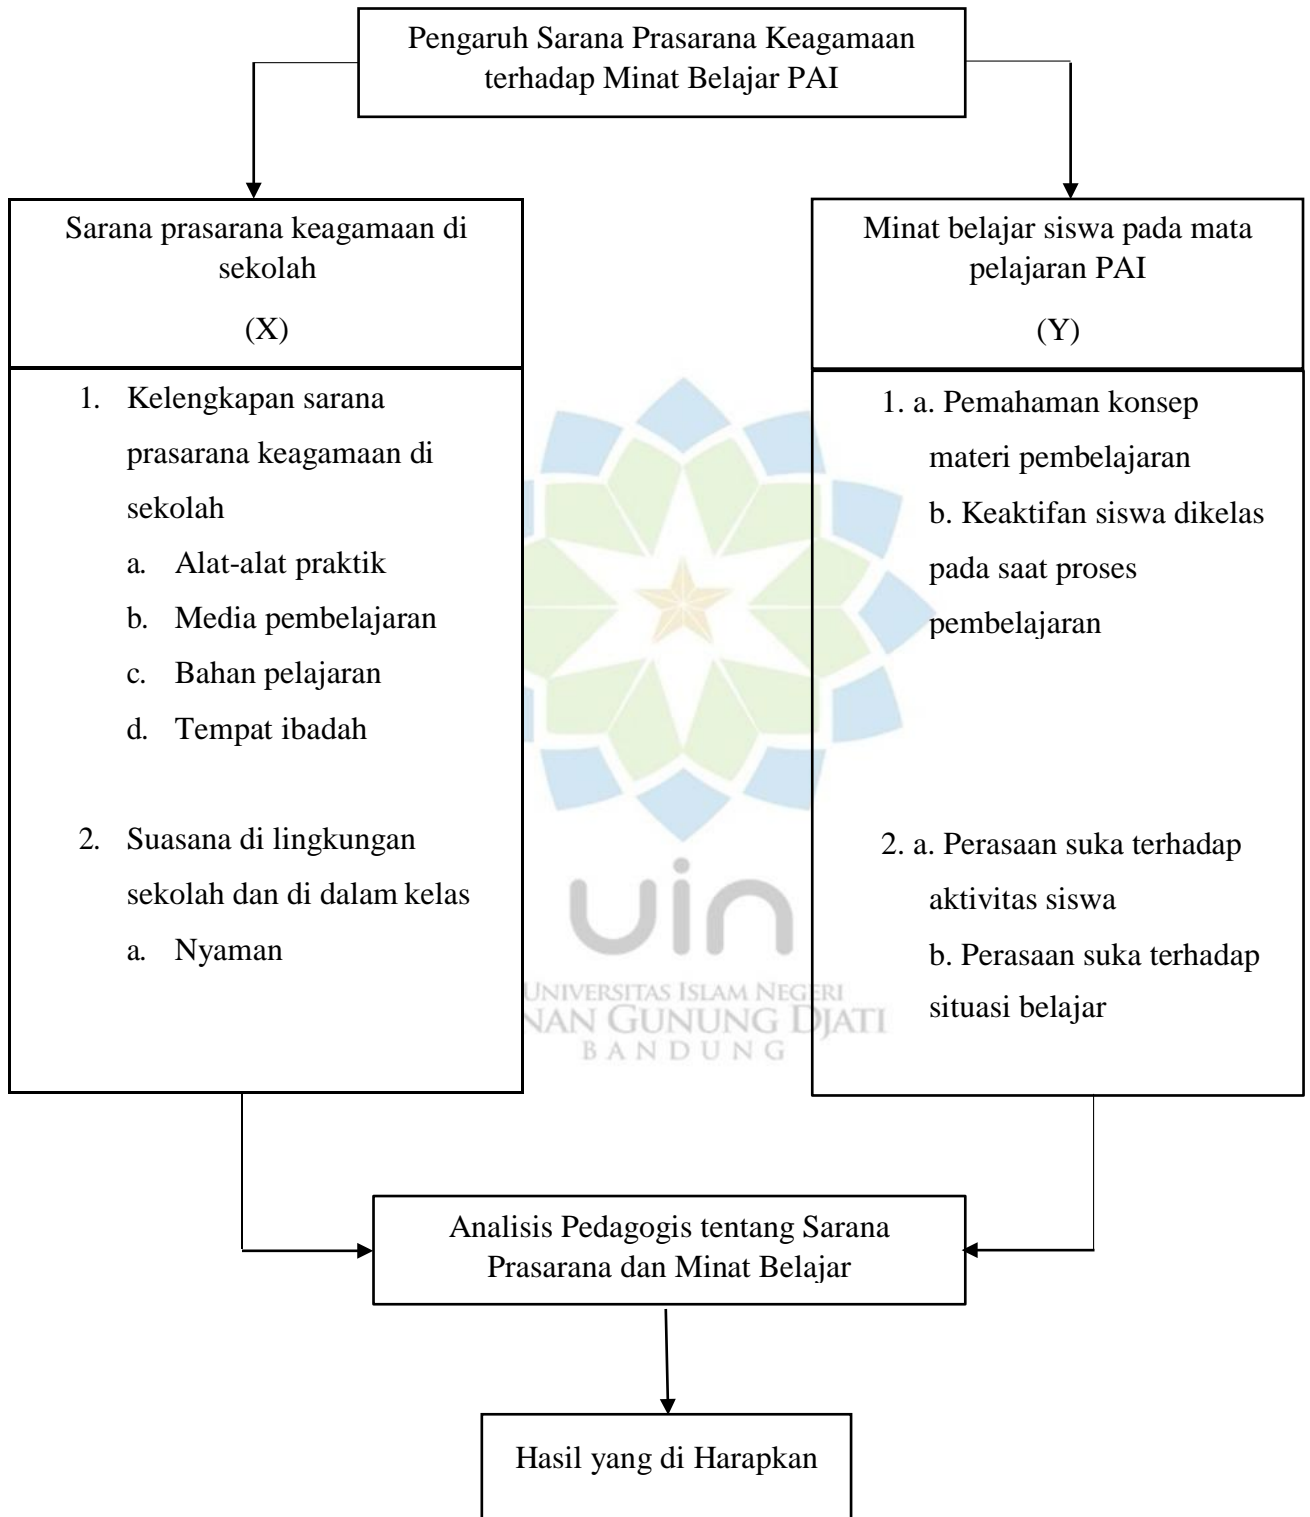 Pengaruh Sarana Prasarana Keagamaan
terhadap Minat Belajar PAI
Sarana prasarana keagamaan di
sekolah
(X)
1. Kelengkapan sarana
prasarana keagamaan di
sekolah
a. Alat-alat praktik
b. Media pembelajaran
c. Bahan pelajaran
d. Tempat ibadah
2. Suasana di lingkungan
sekolah dan di dalam kelas
a. Nyaman
Minat belajar siswa pada mata
pelajaran PAI
(Y)
1. a. Pemahaman konsep
materi pembelajaran
b. Keaktifan siswa dikelas
pada saat proses
pembelajaran
2. a. Perasaan suka terhadap
aktivitas siswa
b. Perasaan suka terhadap
situasi belajar
uin
UNIVERSITAS ISLAM NEGERI
NAN GUNUNG DJATI
BANDUNG
Analisis Pedagogis tentang Sarana
Prasarana dan Minat Belajar
Hasil yang di Harapkan